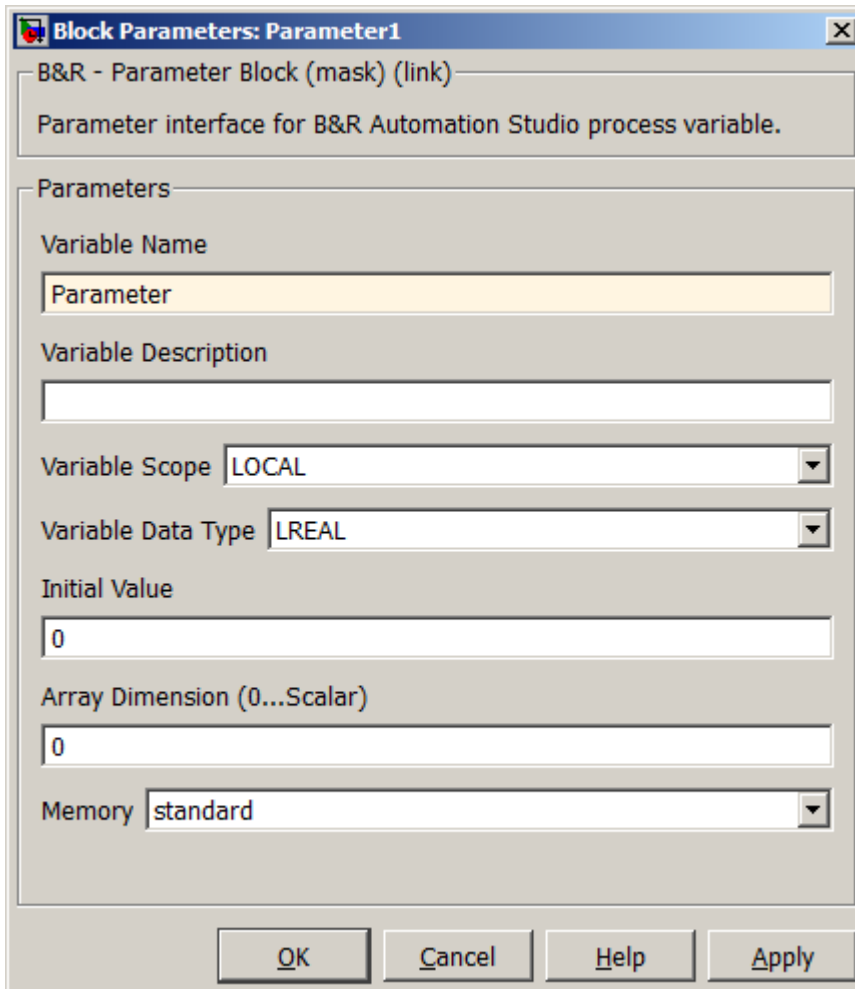 Block Parameters: Parameter1
B&R - Parameter Block (mask) (link)
Parameter interface for B&R Automation Studio process variable.
Parameters
Variable Name
Parameter
Variable Description
Variable Scope LOCAL
Variable Data Type LREAL
Initial Value
0
Array Dimension (0...Scalar)
0
Memory standard
OK Cancel Help Apply